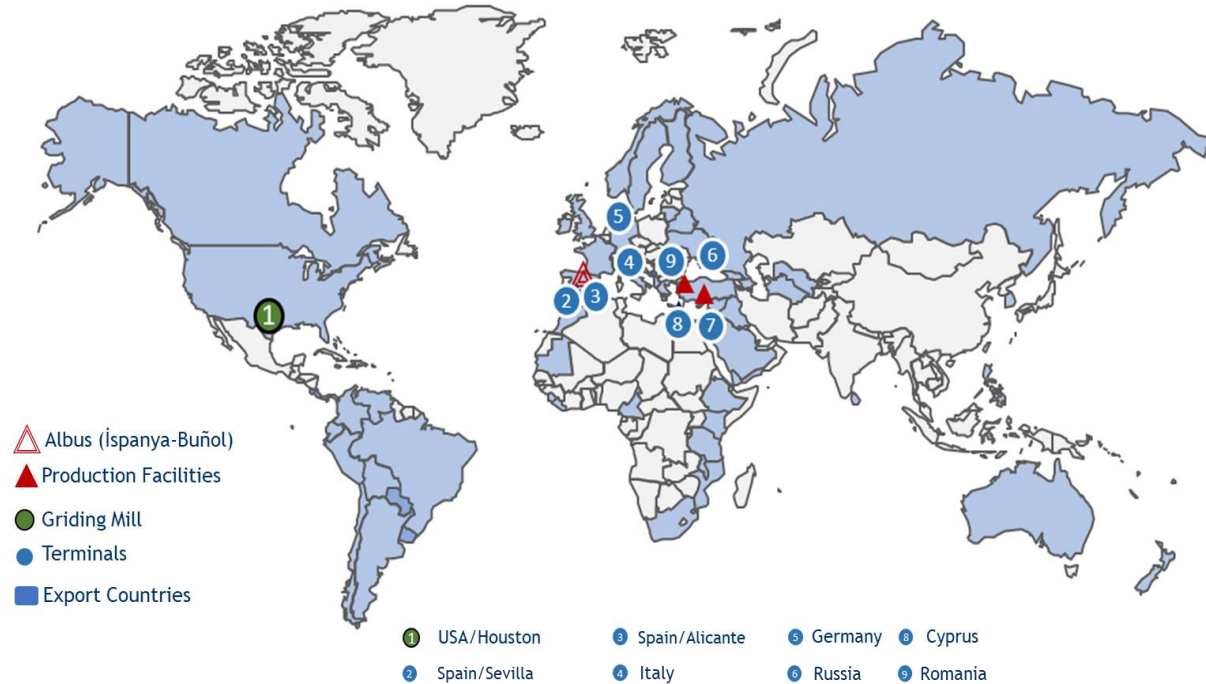 5
4
9
6
2
3
8
7
1
Albus (İspanya-Buñol)
Production Facilities
Griding Mill
Terminals
Export Countries
1 USA/Houston
3 Spain/Alicante
5 Germany
8 Cyprus
2 Spain/Sevilla
4 Italy
6 Russia
9 Romania